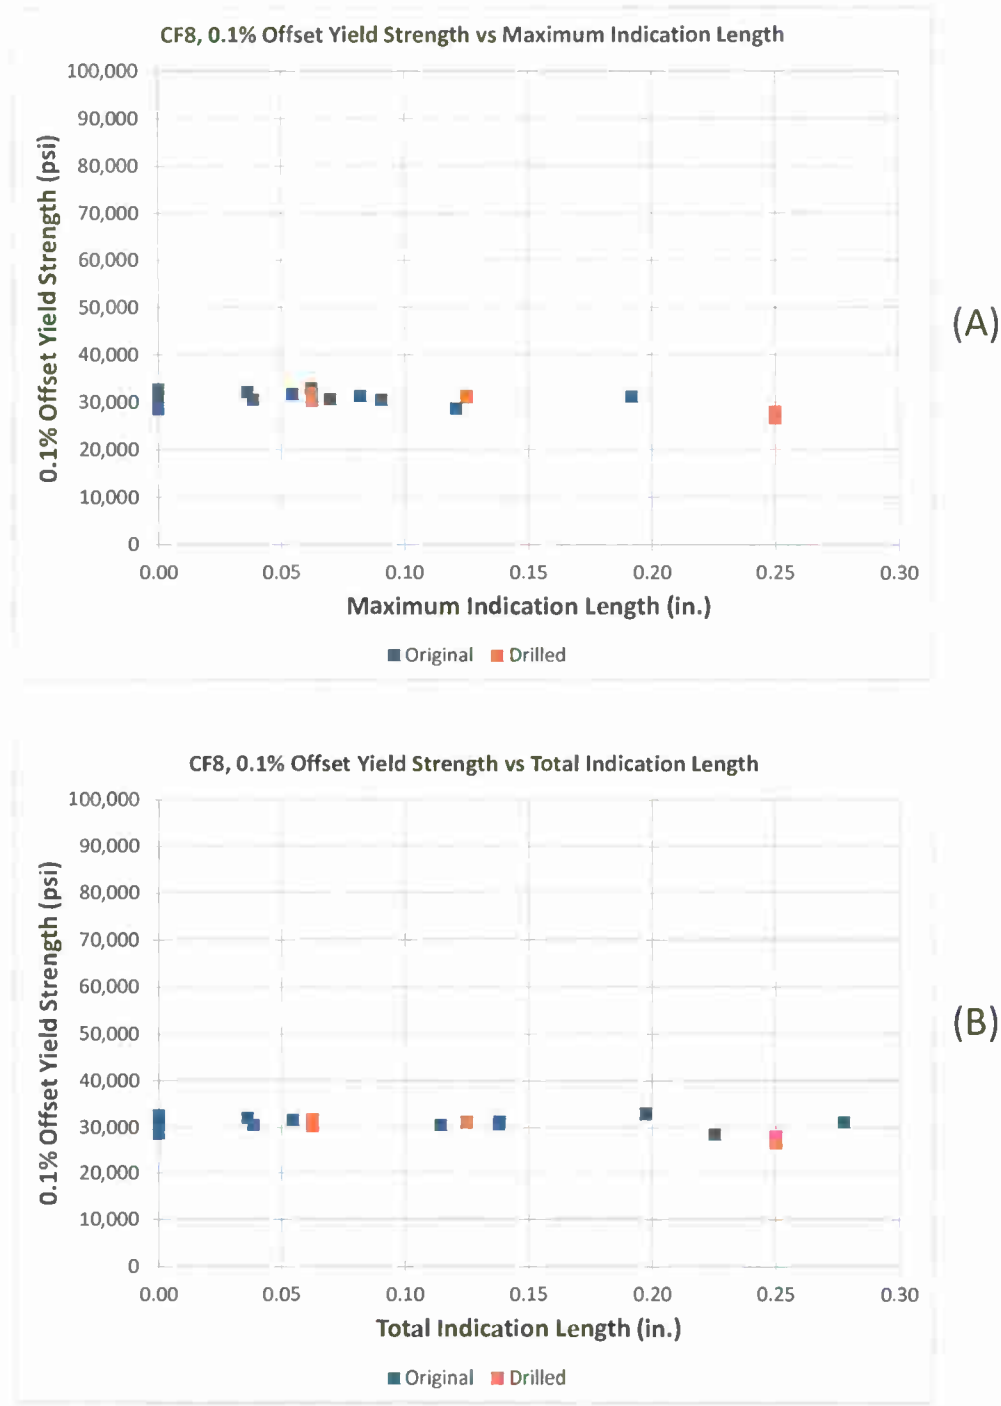 CF8, 0.1% Offset Yield Strength vs Maximum Indication Length
100,000
90,000
80,000
70,000
60,000
50,000
40,000
30,000
20,000
10,000
0
0.1% Offset Yield Strength (psi)
0.00 0.05 0.10 0.15 0.20 0.25 0.30
Maximum Indication Length (in.)
Original Drilled
(A)
CF8, 0.1% Offset Yield Strength vs Total Indication Length
100,000
90,000
80,000
70,000
60,000
50,000
40,000
30,000
20,000
10,000
0
0.1% Offset Yield Strength (psi)
0.00 0.05 0.10 0.15 0.20 0.25 0.30
Total Indication Length (in.)
Original Drilled
(B)